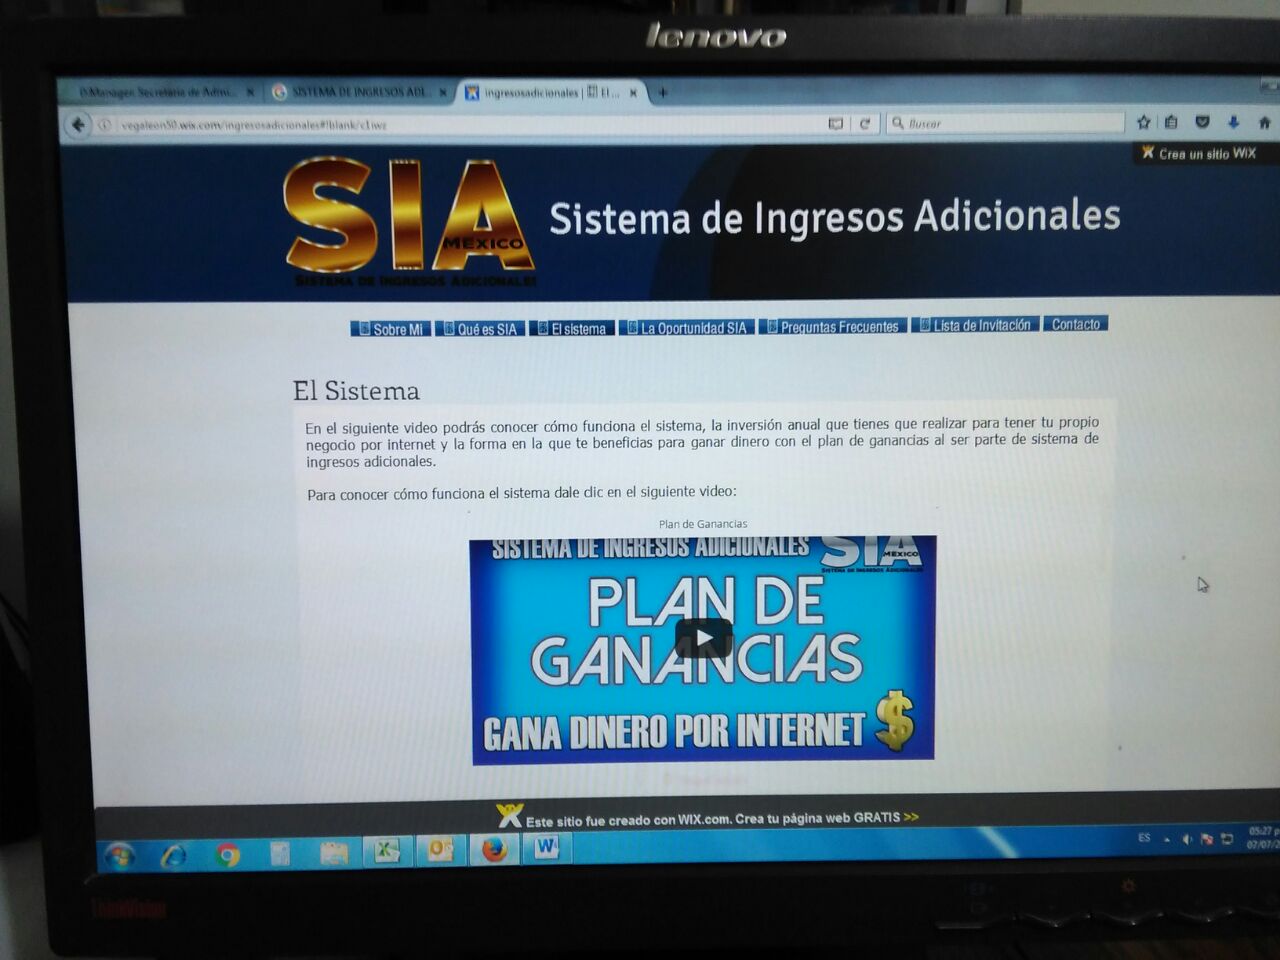 lenovo
SISTEMA DE INGRESOS ADI...
ingresosadicionales | El ...
vegaleon50.wix.com/ingresosadicionales#!blank/c1iwz
Buscar
Crea un sitio WiX
SIA
MEXICO
SISTEMA DE INGRESOS ADICIONALES
Sistema de Ingresos Adicionales
Sobre Mi Qué es SIA El sistema La Oportunidad SIA Preguntas Frecuentes Lista de Invitación Contacto
El Sistema
En el siguiente video podrás conocer cómo funciona el sistema, la inversión anual que tienes que realizar para tener tu propio
negocio por internet y la forma en la que te beneficias para ganar dinero con el plan de ganancias al ser parte de sistema de
ingresos adicionales.
Para conocer cómo funciona el sistema dale clic en el siguiente video:
Plan de Ganancias
SISTEMA DE INGRESOS ADICIONALES
SIA
MEXICO
SISTEMA DE INGRESOS ADICIONALES
PLAN DE
GANANCIAS
GANA DINERO POR INTERNET $
Este sitio fue creado con WIX.com. Crea tu página web GRATIS >>
ES
05:27 p
07/07/2
ThinkVision